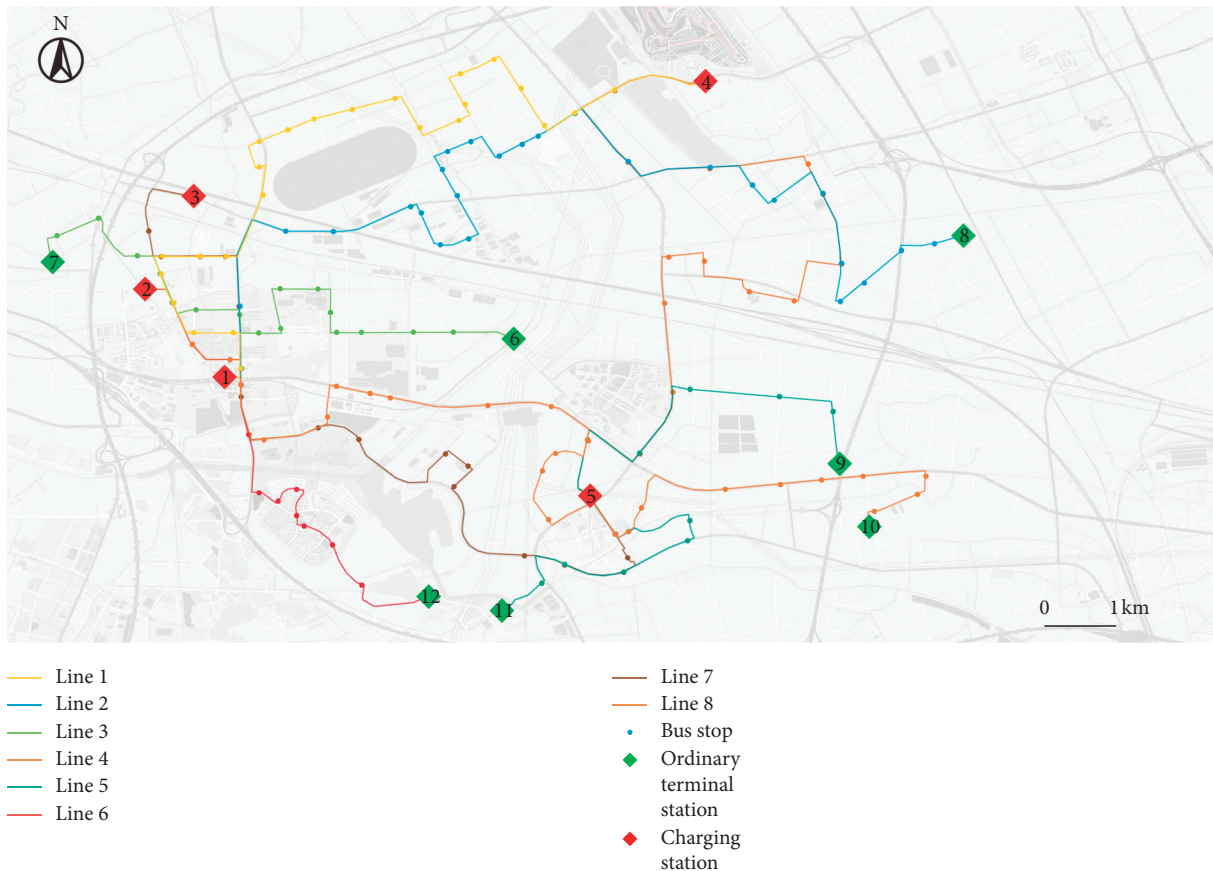 N
4
3
8
7
2
6
1
9
5
10
12
11
0 1 km
Line 1
Line 2
Line 3
Line 4
Line 5
Line 6
Line 7
Line 8
Bus stop
Ordinary
terminal
station
Charging
station